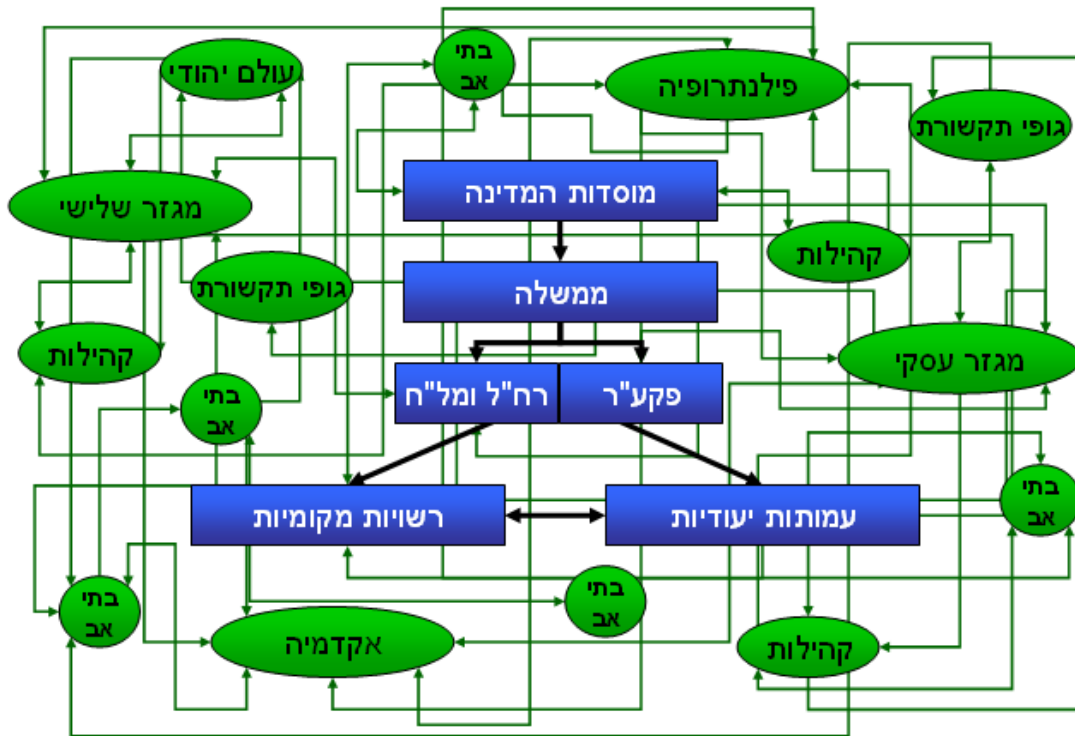 בתי
אב
עולם יהודי
פילנתרופיה
גופי תקשורת
מוסדות המדינה
מגזר שלישי
קהילות
גופי תקשורת
ממשלה
קהילות
מגזר עסקי
פקע"ר
רח"ל ומל"ח
בתי
אב
בתי
אב
עמותות יעודיות
רשויות מקומיות
בתי
אב
בתי
אב
אקדמיה
קהילות